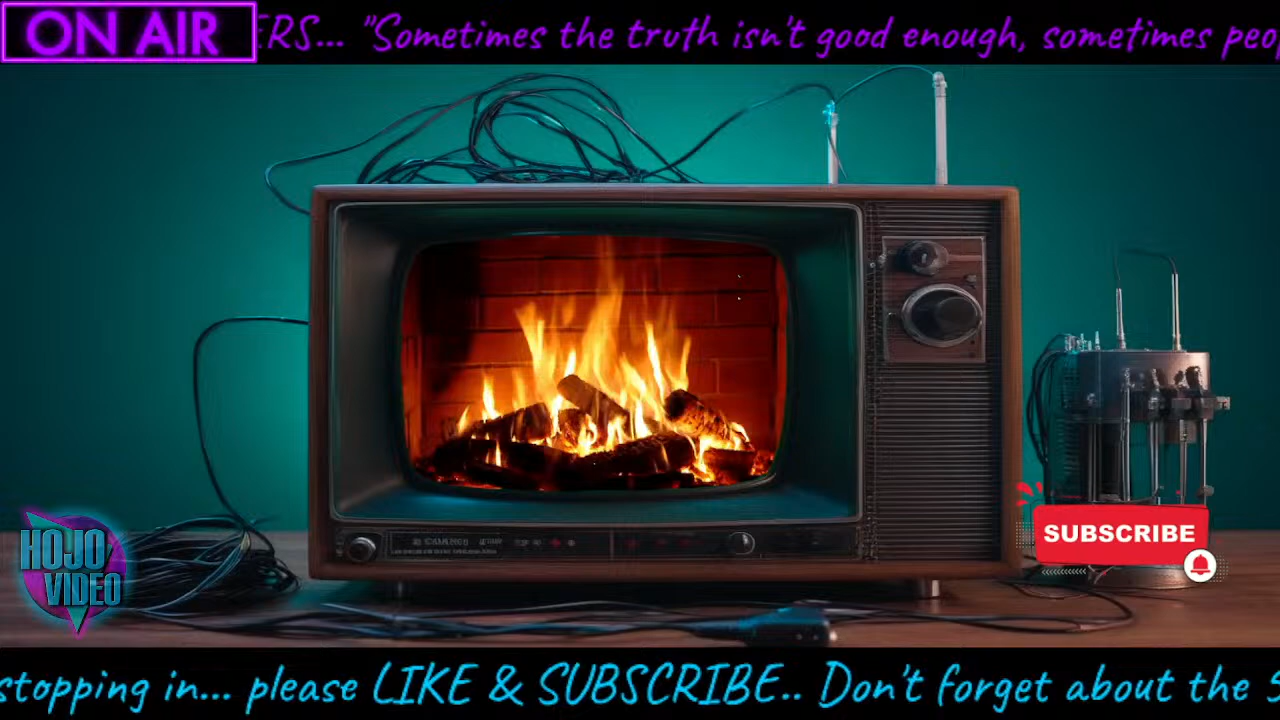 ON AIR ERS... "Sometimes the truth isn't good enough, sometimes peo
HOJO
VIDEO
SUBSCRIBE
stopping in... please LIKE & SUBSCRIBE.. Don't forget about the S